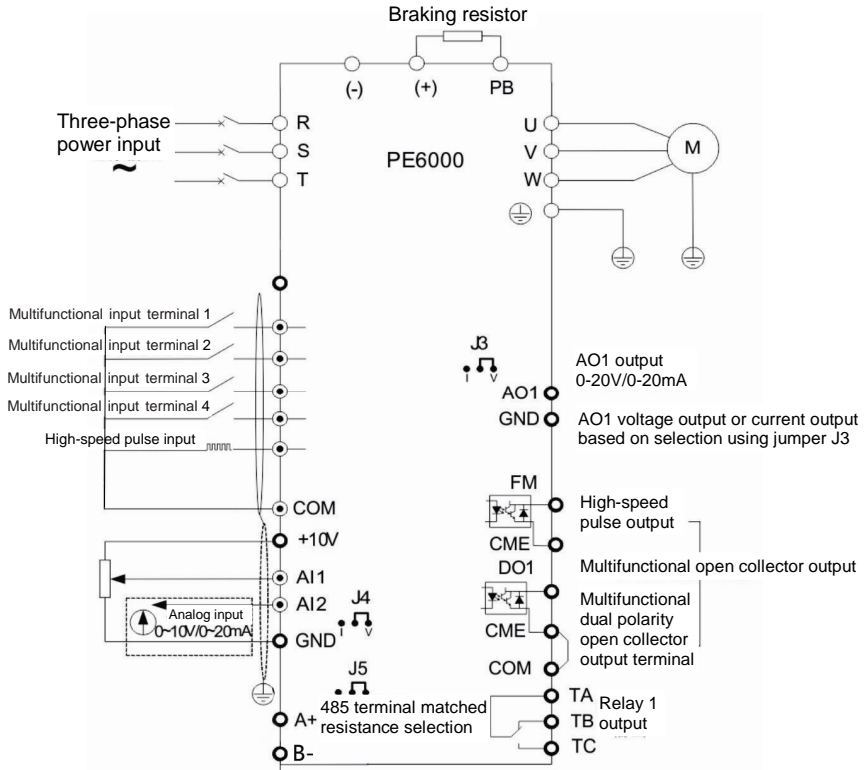 Braking resistor
(-)
(+)
PB
Three-phase
power input
~
R
S
T
PE6000
U
V
W
M
Multifunctional input terminal 1
Multifunctional input terminal 2
Multifunctional input terminal 3
Multifunctional input terminal 4
High-speed pulse input
COM
+10V
AI1
AI2
Analog input
0~10V/0~20mA
GND
A+
B-
J3
I
V
AO1
GND
AO1 output
0-20V/0-20mA
AO1 voltage output or current output
based on selection using jumper J3
FM
CME
High-speed
pulse output
Multifunctional open collector output
DO1
CME
COM
Multifunctional
dual polarity
open collector
output terminal
J4
I
V
J5
485 terminal matched
resistance selection
TA
TB
TC
Relay 1
output